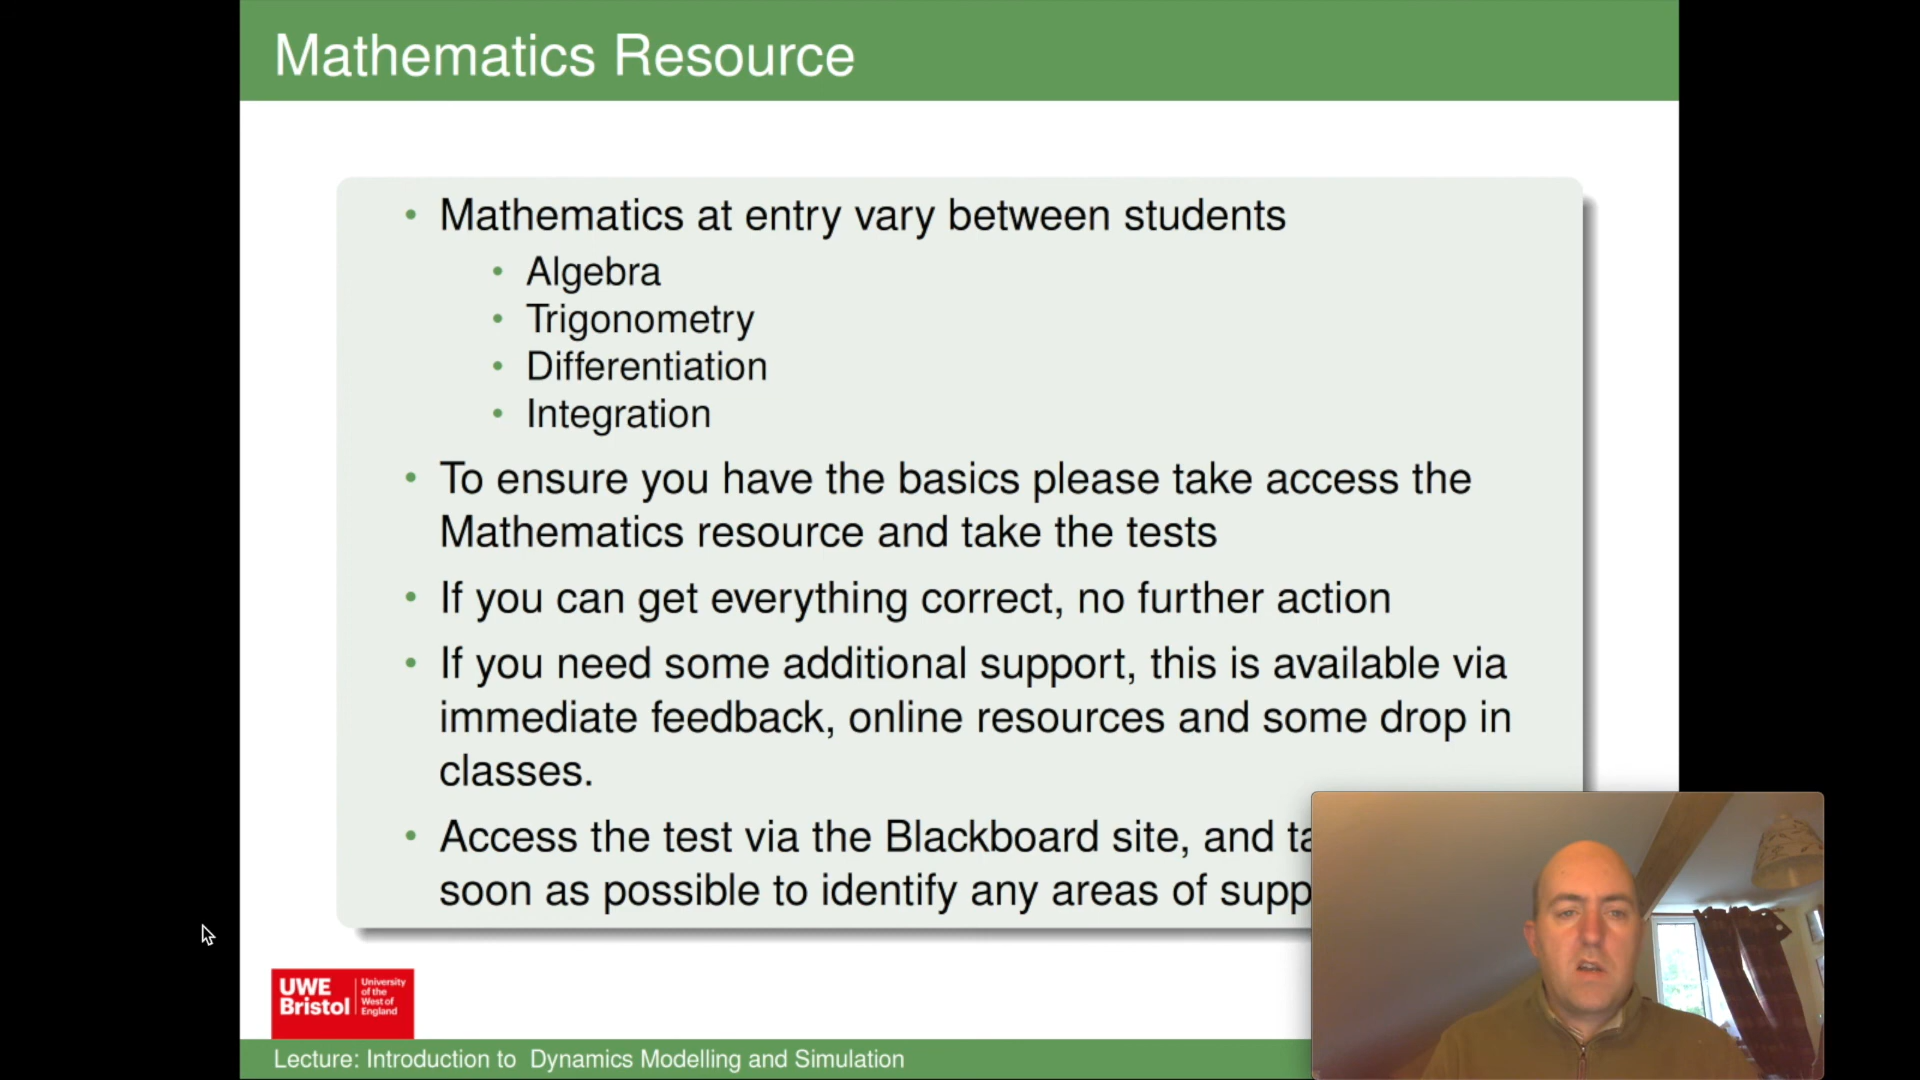 Mathematics Resource
Mathematics at entry vary between students
Algebra
Trigonometry
Differentiation
Integration
To ensure you have the basics please take access the
Mathematics resource and take the tests
If you can get everything correct, no further action
If you need some additional support, this is available via
immediate feedback, online resources and some drop in
classes.
Access the test via the Blackboard site, and
soon as possible to identify any areas of
UWE
Bristol
University
of the
West of
England
Lecture: Introduction to Dynamics Modelling and Simulation